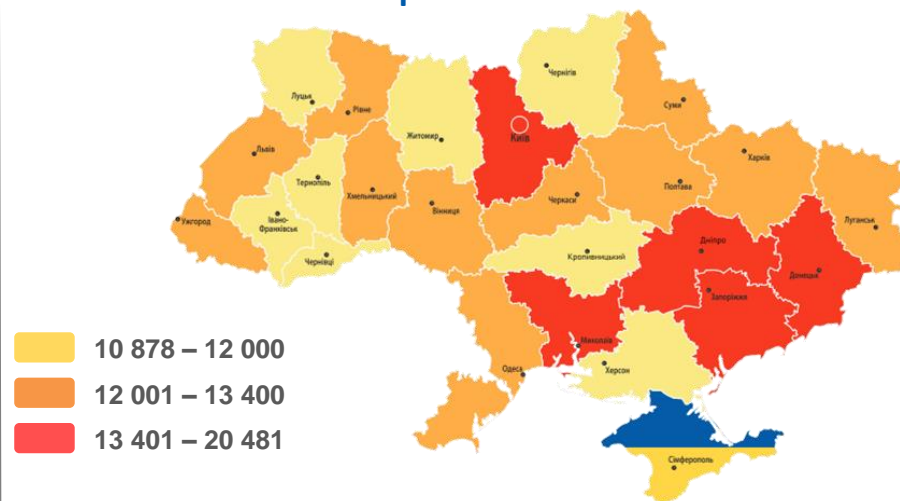 Чернігів
Луцьк
Рівне
Суми
Київ
Житомир
Львів
Харків
Тернопіль
Хмельницький
Полтава
Черкаси
Вінниця
Ужгород
Івано-
Франківськ
Луганськ
Дніпро
Кропивницький
Чернівці
Донецьк
Запоріжжя
Миколаїв
10 878 – 12 000
Херсон
Одеса
12 001 – 13 400
13 401 – 20 481
Сімферополь